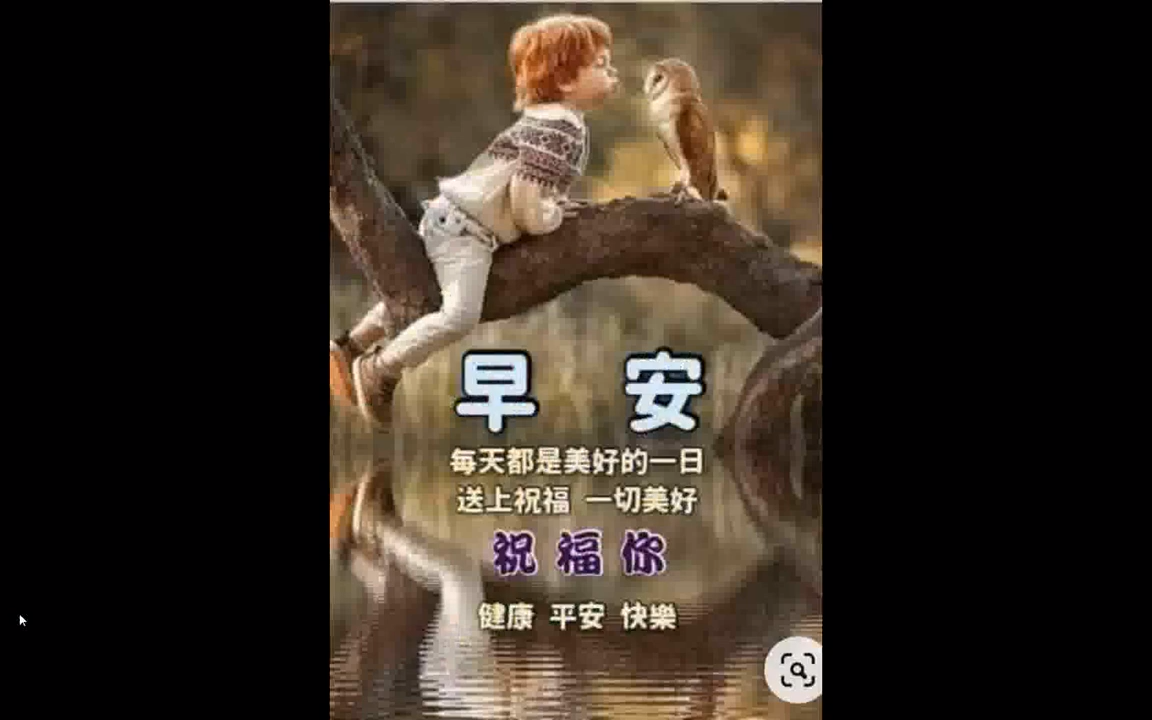 早 安
每天都是美好的一日
送上祝福 一切美好
祝福你
健康 平安 快樂